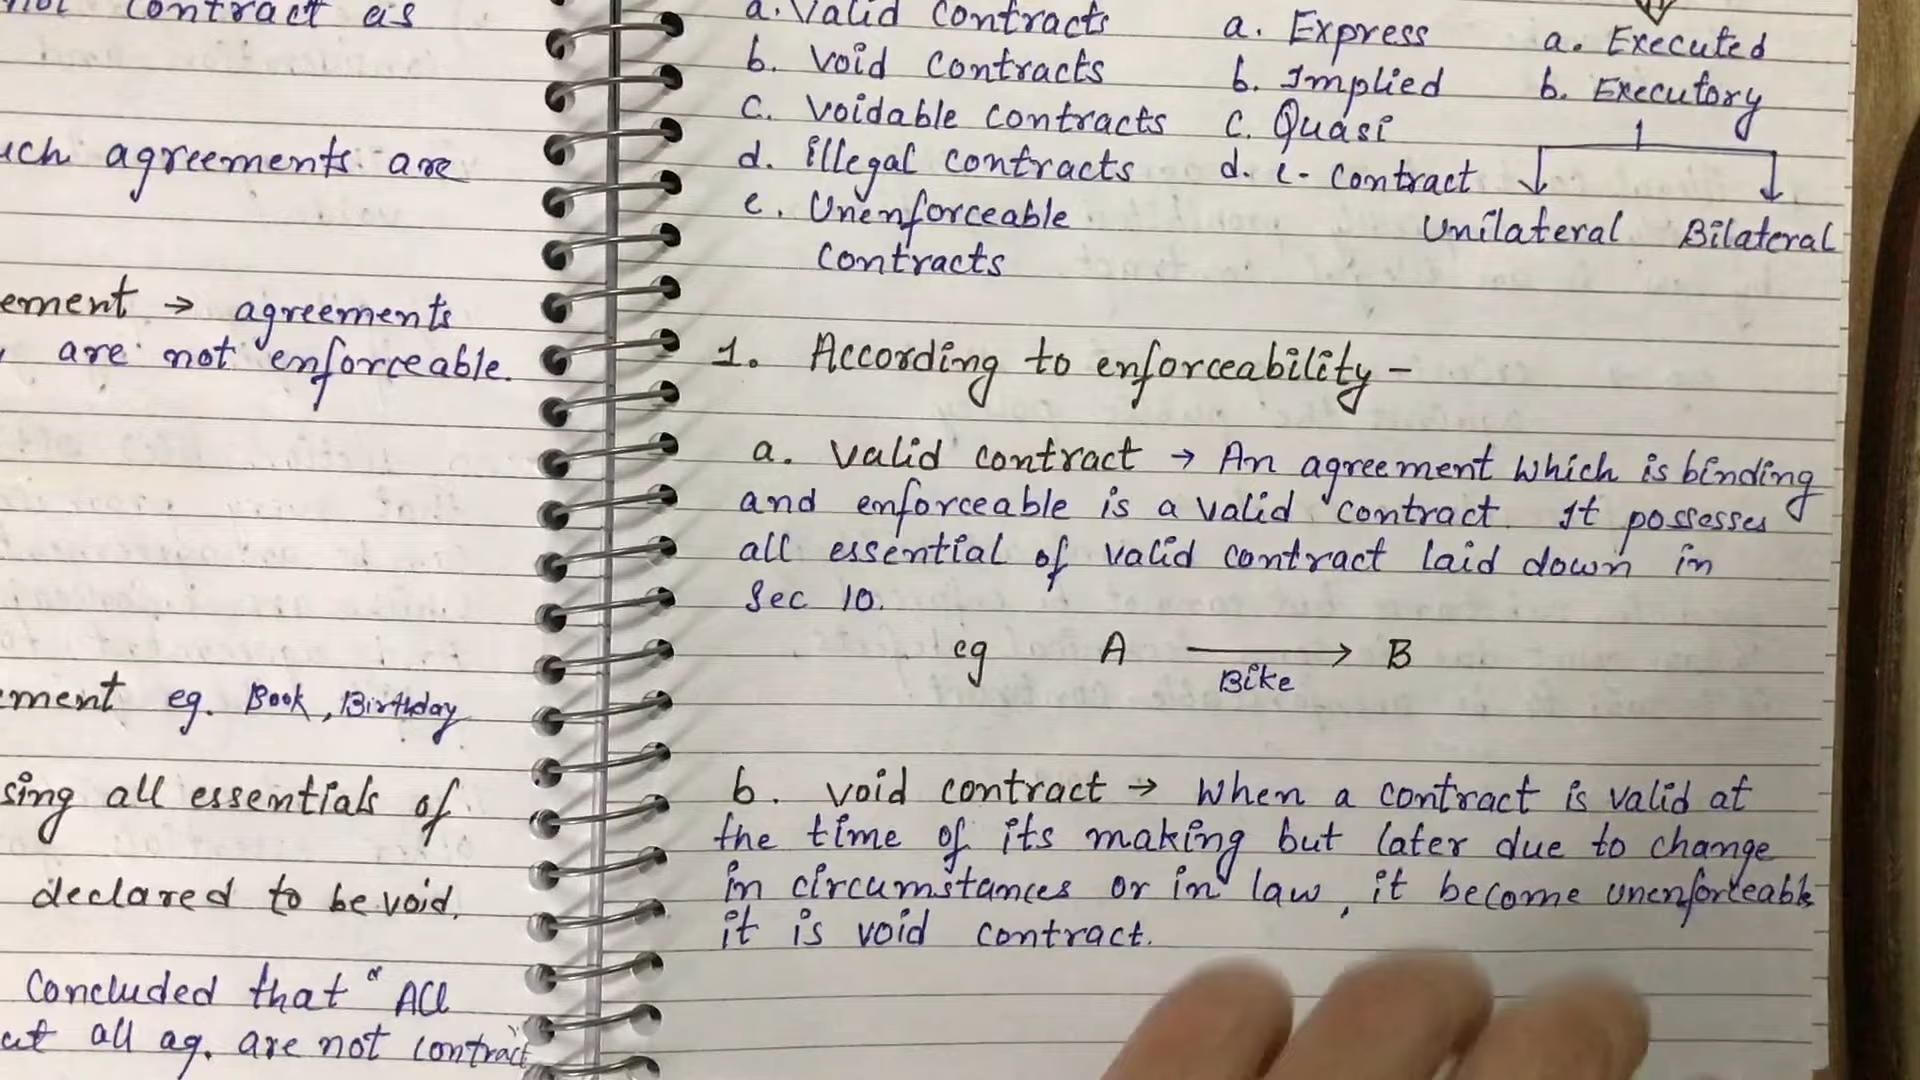 contract as
uch agreements are
ement → agreements
are not enforceable.
ement eg. Book, Birthday
sing all essentials of
declared to be void.
Concluded that " All
at all ag. are not contract
a. Valid contracts
b. void contracts
c. voidable contracts
d. illegal contracts
e. Unenforceable
contracts
a. Express
b. Implied
c. Quasi
d. e- contract
a. Executed
b. Executory
Unilateral Bilateral
1. According to enforceability -
a. valid contract → An agreement which is binding
and enforceable is a valid contract. It possesses
all essential of valid contract laid down in
Sec 10.
eg A → B
Bike
b. void contract → When a contract is valid at
the time of its making but later due to change
in circumstances or in law, it become unenforceable
it is void contract.